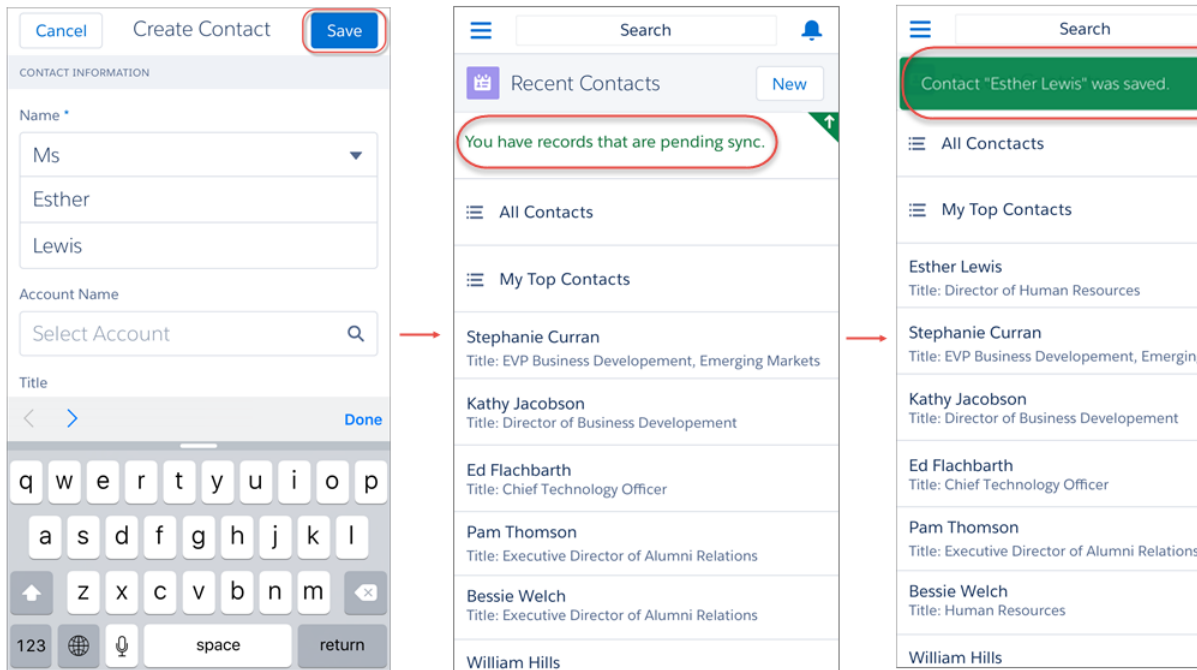 Cancel Create Contact Save
CONTACT INFORMATION
Name *
Ms
Esther
Lewis
Account Name
Select Account
Title
Done
q w e r t y u i o p
a s d f g h j k l
z x c v b n m
123 space return
Search
Recent Contacts New
You have records that are pending sync.
All Contacts
My Top Contacts
Stephanie Curran
Title: EVP Business Developement, Emerging Markets
Kathy Jacobson
Title: Director of Business Developement
Ed Flachbarth
Title: Chief Technology Officer
Pam Thomson
Title: Executive Director of Alumni Relations
Bessie Welch
Title: Executive Director of Alumni Relations
William Hills
Search
Contact "Esther Lewis" was saved.
All Conctacts
My Top Contacts
Esther Lewis
Title: Director of Human Resources
Stephanie Curran
Title: EVP Business Developement, Emerging
Kathy Jacobson
Title: Director of Business Developement
Ed Flachbarth
Title: Chief Technology Officer
Pam Thomson
Title: Executive Director of Alumni Relations
Bessie Welch
Title: Human Resources
William Hills